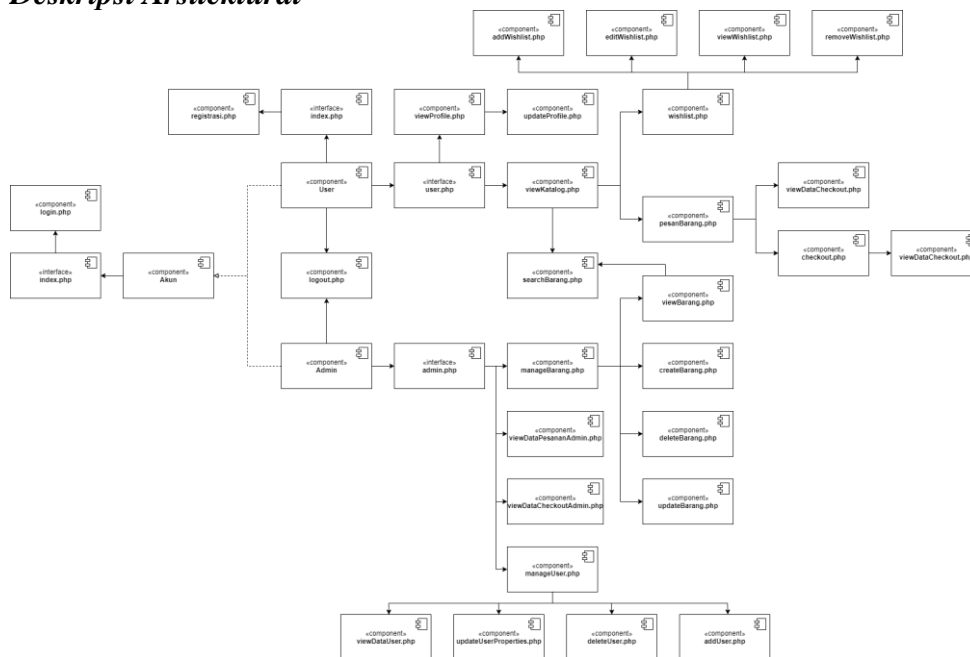 Deskripsi Arsitektural
«component»
addWishlist.php
«component»
editWishlist.php
«component»
viewWishlist.php
«component»
removeWishlist.php
«component»
registrasi.php
«interface»
index.php
«component»
viewProfile.php
«component»
updateProfile.php
«component»
wishlist.php
«component»
login.php
«component»
User
«interface»
user.php
«component»
viewKatalog.php
«component»
viewDataCheckout.php
«component»
pesanBarang.php
«interface»
index.php
«component»
Akun
«component»
logout.php
«component»
searchBarang.php
«component»
checkout.php
«component»
viewDataCheckout.php
«component»
viewBarang.php
«component»
Admin
«interface»
admin.php
«component»
manageBarang.php
«component»
createBarang.php
«component»
viewDataPesananAdmin.php
«component»
deleteBarang.php
«component»
viewDataCheckoutAdmin.php
«component»
updateBarang.php
«component»
manageUser.php
«component»
viewDataUser.php
«component»
updateUserProperties.php
«component»
deleteUser.php
«component»
addUser.php